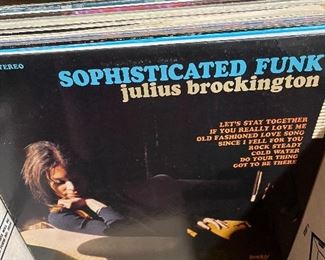 STEREO
SOPHISTICATED FUNK
julius brockington
LET'S STAY TOGETHER
IF YOU REALLY LOVE ME
OLD FASHIONED LOVE SONG
SINCE I FELL FOR YOU
ROCK STEADY
COLD WATER
DO YOUR THING
GOT TO BE THERE